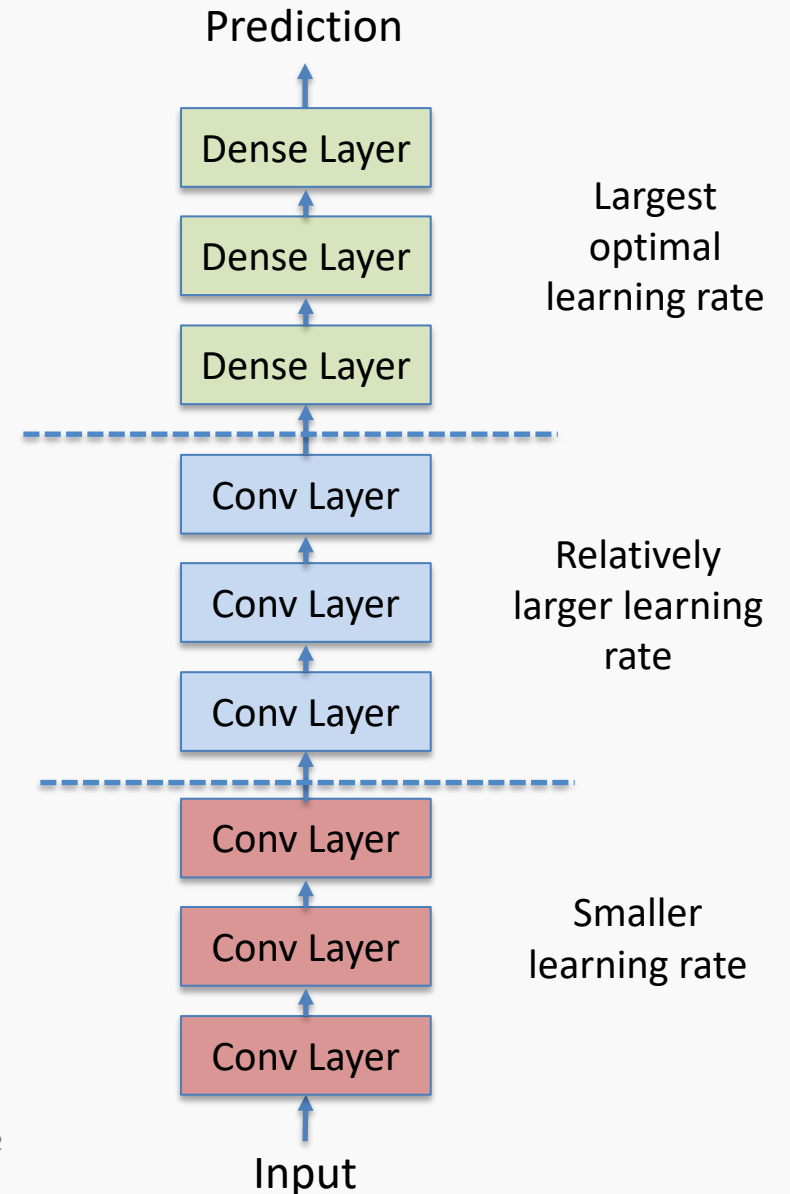 Prediction
Dense Layer
Dense Layer
Dense Layer
Largest
optimal
learning rate
Conv Layer
Conv Layer
Conv Layer
Relatively
larger learning
rate
Conv Layer
Conv Layer
Conv Layer
Smaller
learning rate
Input